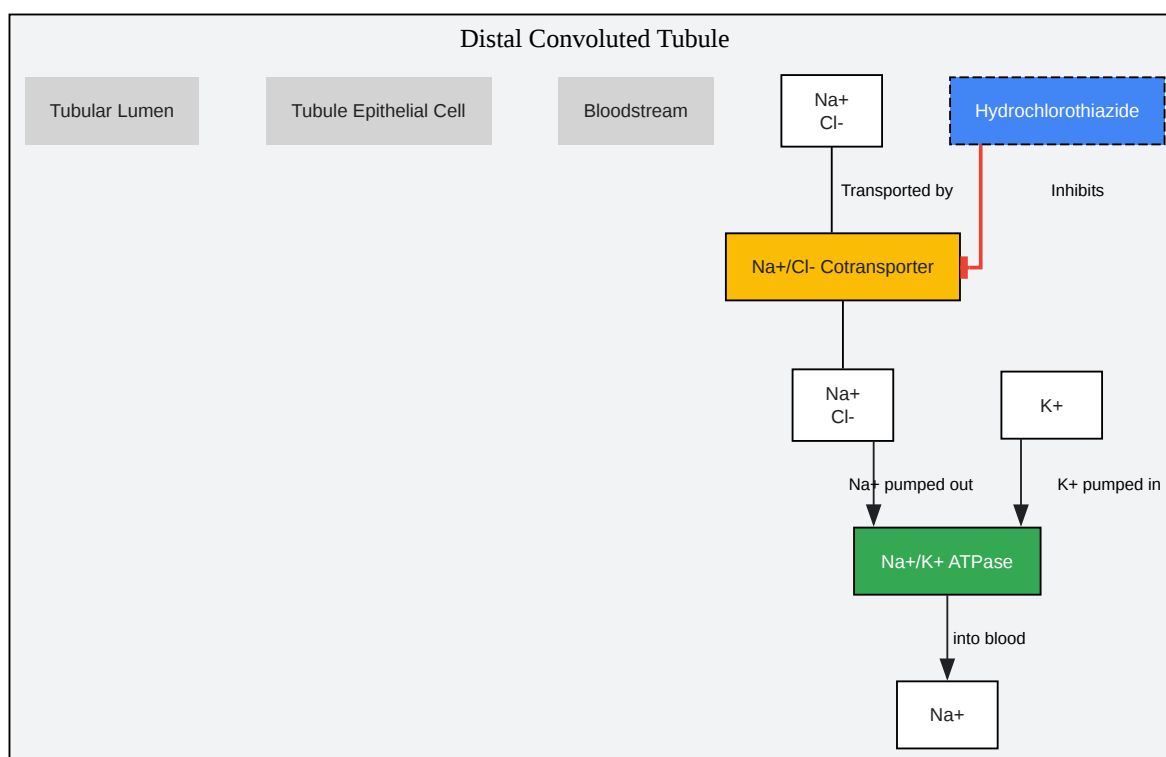 Distal Convoluted Tubule
Tubular Lumen
Tubule Epithelial Cell
Bloodstream
Na+
Cl-
Hydrochlorothiazide
Transported by
Inhibits
Na+/Cl- Cotransporter
Na+
Cl-
K+
Na+ pumped out
K+ pumped in
Na+/K+ ATPase
into blood
Na+